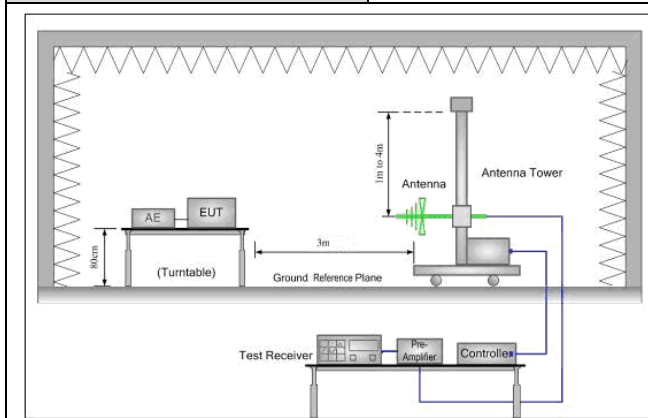 1m to 4m
Antenna
Antenna Tower
AE
EUT
80cm
(Turntable)
3m
Ground Reference Plane
Test Receiver
Pre-
Amplifier
Controller